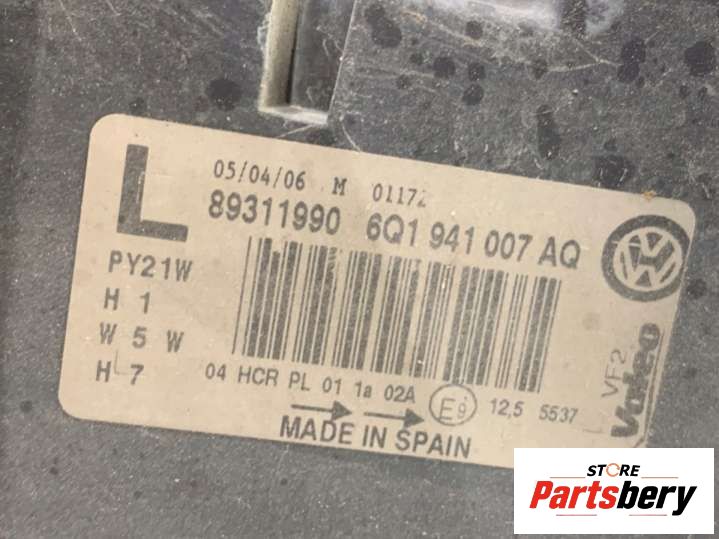 L
05/04/06 M 01172
89311990 6Q1 941 007 AQ
PY21W
H 1
W 5 W
H 7
04 HCR PL 01 1a 02A E9 12,5 5537
MADE IN SPAIN
L VF2
Valeo
STORE
Partsbery